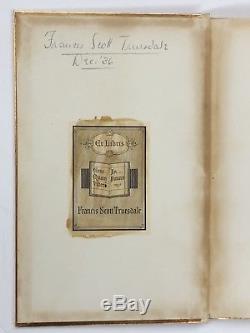 Francis Scott Truesdale
Dec. '36
Ex Libris
Francis Scott Truesdale